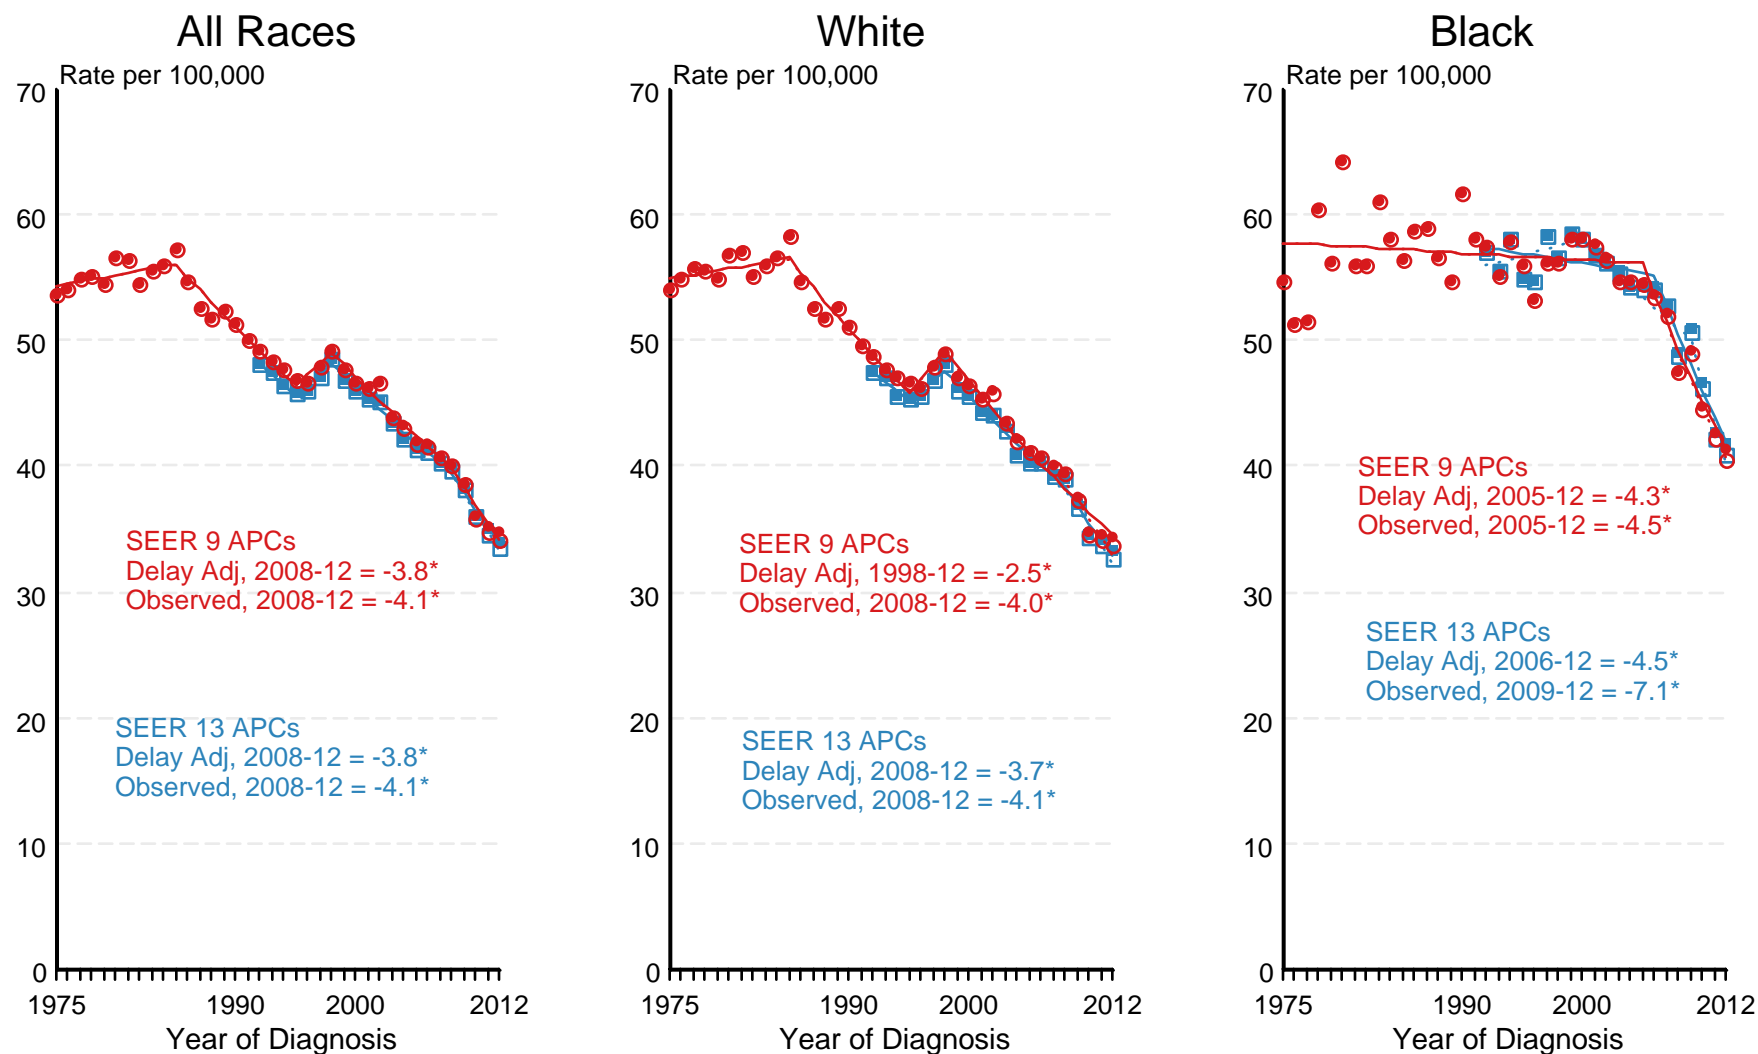 All Races
Rate per 100,000
70
60
50
40
30
20
10
0
SEER 9 APCs
Delay Adj, 2008-12 = -3.8*
Observed, 2008-12 = -4.1*
SEER 13 APCs
Delay Adj, 2008-12 = -3.8*
Observed, 2008-12 = -4.1*
1975 1990 2000 2012
Year of Diagnosis
White
Rate per 100,000
70
60
50
40
30
20
10
0
SEER 9 APCs
Delay Adj, 1998-12 = -2.5*
Observed, 2008-12 = -4.0*
SEER 13 APCs
Delay Adj, 2008-12 = -3.7*
Observed, 2008-12 = -4.1*
1975 1990 2000 2012
Year of Diagnosis
Black
Rate per 100,000
70
60
50
40
30
20
10
0
SEER 9 APCs
Delay Adj, 2005-12 = -4.3*
Observed, 2005-12 = -4.5*
SEER 13 APCs
Delay Adj, 2006-12 = -4.5*
Observed, 2009-12 = -7.1*
1975 1990 2000 2012
Year of Diagnosis